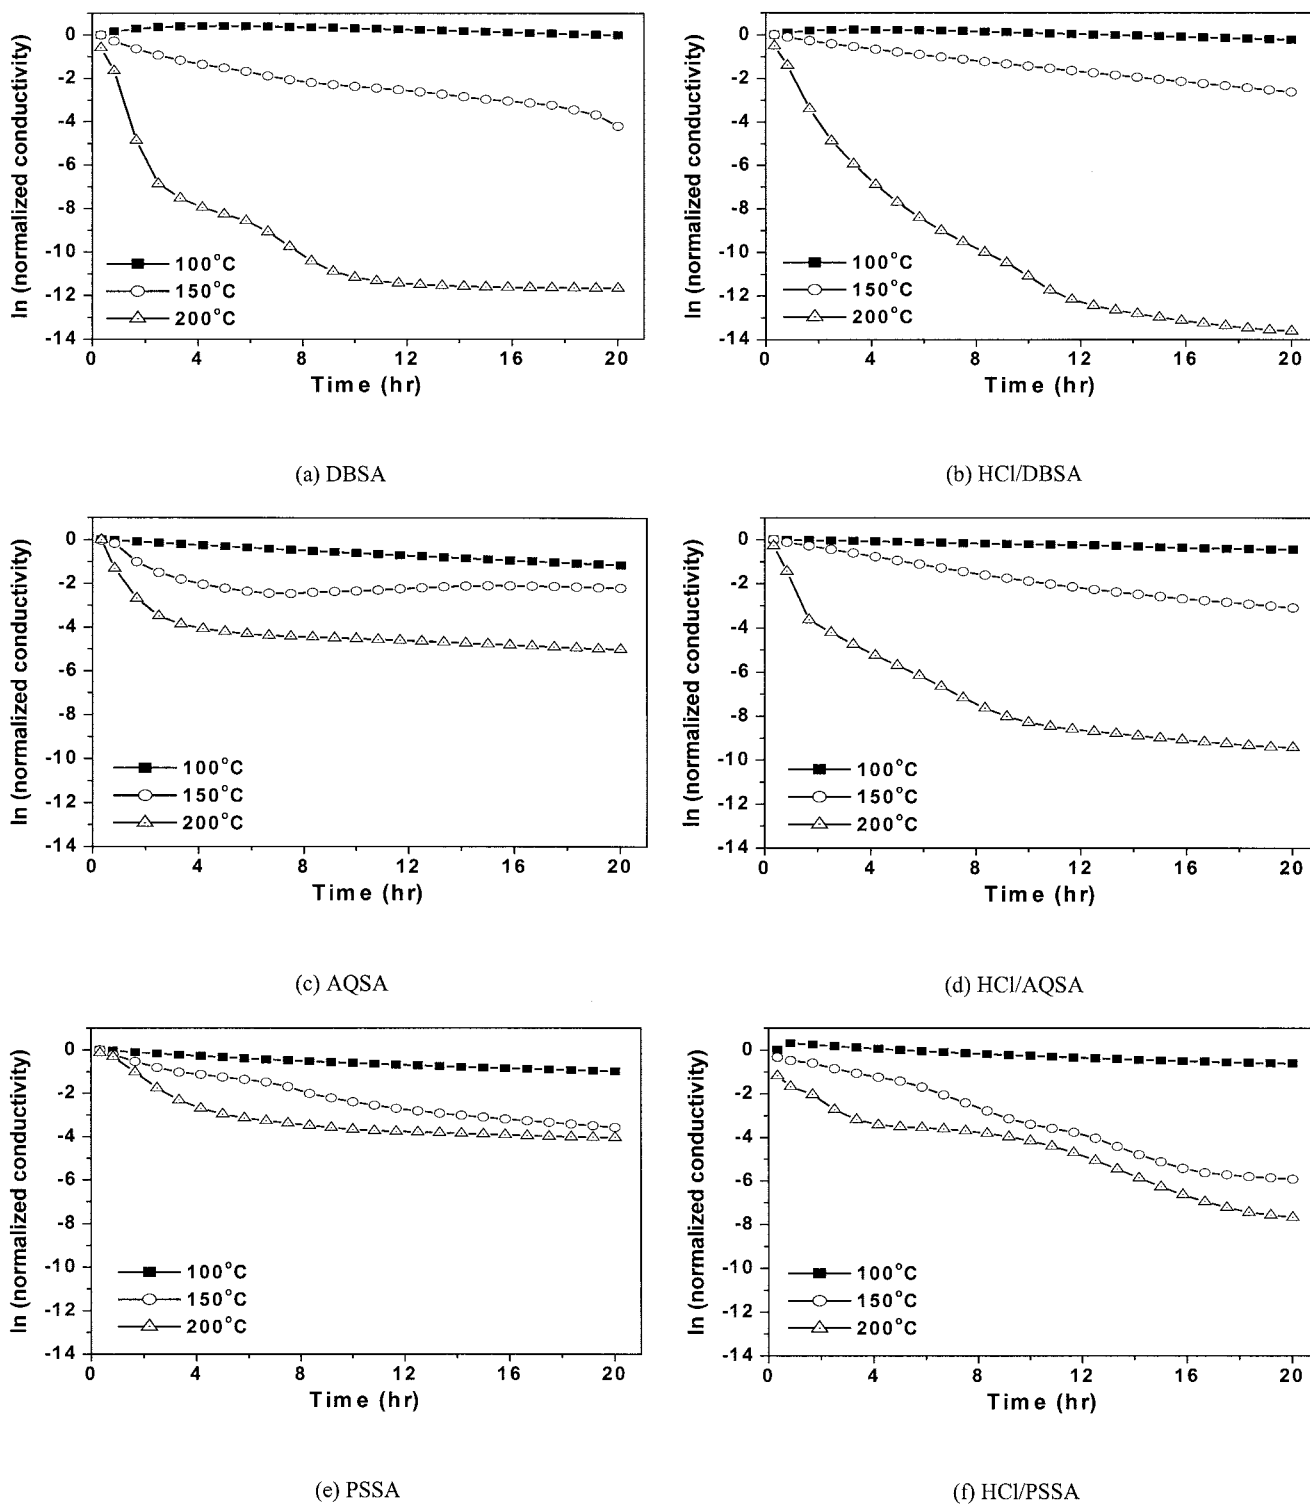 ln (normalized conductivity)
0
-2
-4
-6
-8
-10
-12
-14
100°C
150°C
200°C
0 4 8 12 16 20
Time (hr)
(a) DBSA
ln (normalized conductivity)
0
-2
-4
-6
-8
-10
-12
-14
100°C
150°C
200°C
0 4 8 12 16 20
Time (hr)
(b) HCl/DBSA
ln (normalized conductivity)
0
-2
-4
-6
-8
-10
-12
-14
100°C
150°C
200°C
0 4 8 12 16 20
Time (hr)
(c) AQSA
ln (normalized conductivity)
0
-2
-4
-6
-8
-10
-12
-14
100°C
150°C
200°C
0 4 8 12 16 20
Time (hr)
(d) HCl/AQSA
ln (normalized conductivity)
0
-2
-4
-6
-8
-10
-12
-14
100°C
150°C
200°C
0 4 8 12 16 20
Time (hr)
(e) PSSA
ln (normalized conductivity)
0
-2
-4
-6
-8
-10
-12
-14
100°C
150°C
200°C
0 4 8 12 16 20
Time (hr)
(f) HCl/PSSA